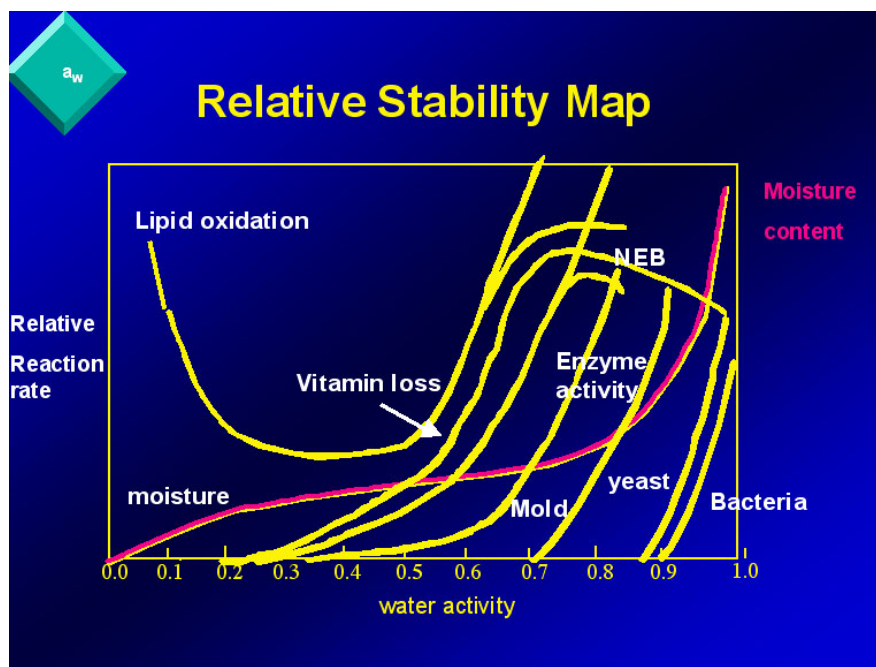 aw
Relative Stability Map
Moisture
content
Lipid oxidation
NEB
Relative
Reaction
rate
Vitamin loss
Enzyme
activity
moisture
Mold
yeast
Bacteria
0.0 0.1 0.2 0.3 0.4 0.5 0.6 0.7 0.8 0.9 1.0
water activity